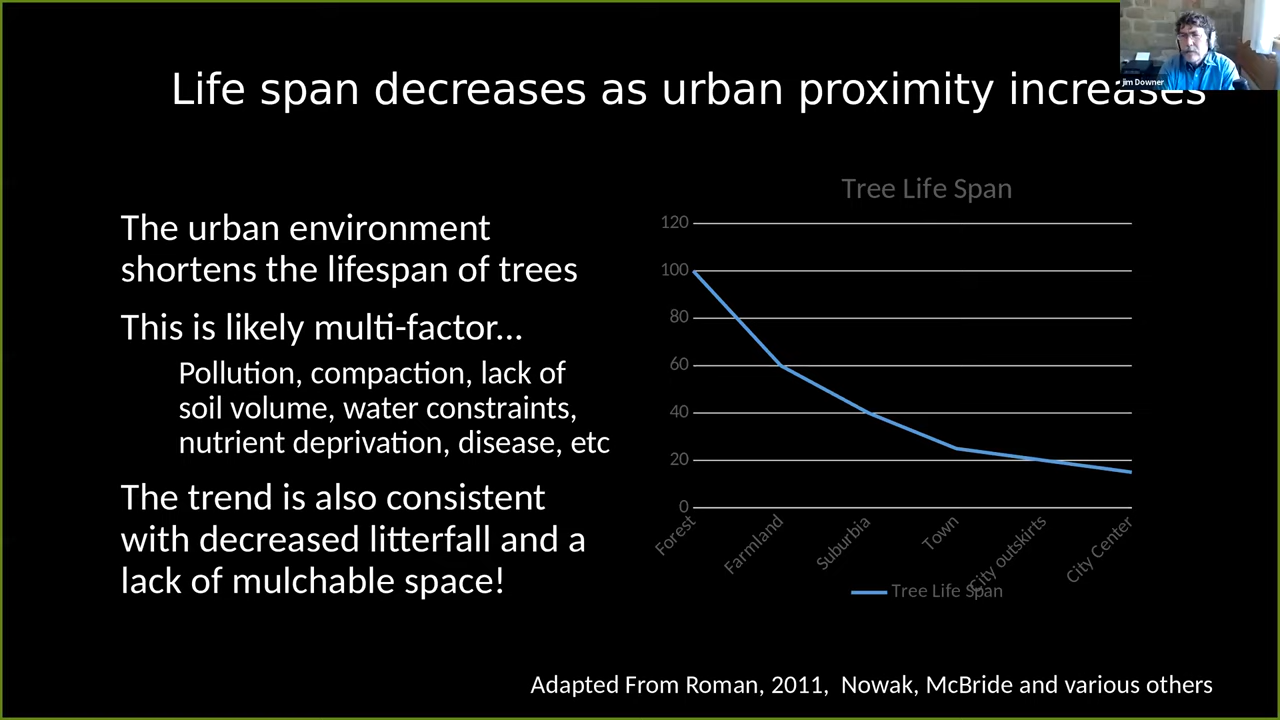 Life span decreases as urban proximity increases
Jim Downer
The urban environment
shortens the lifespan of trees
This is likely multi-factor...
Pollution, compaction, lack of
soil volume, water constraints,
nutrient deprivation, disease, etc
The trend is also consistent
with decreased litterfall and a
lack of mulchable space!
Tree Life Span
120
100
80
60
40
20
0
Forest
Farmland
Suburbia
Town
City outskirts
City Center
Tree Life Span
Adapted From Roman, 2011,  Nowak, McBride and various others